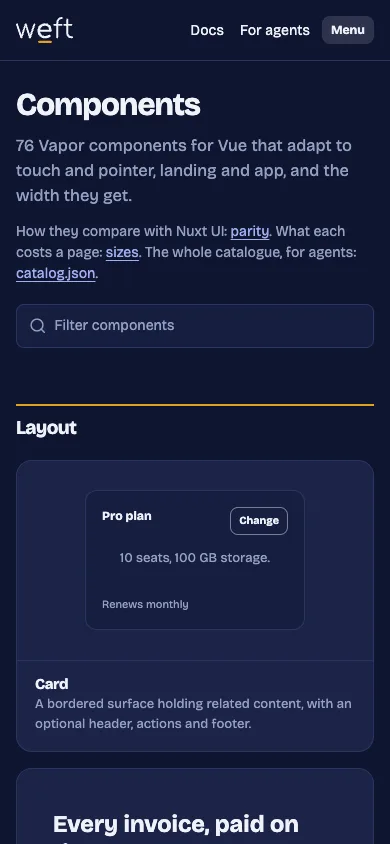 weft
Docs
For agents
Menu
Components
76 Vapor components for Vue that adapt to
touch and pointer, landing and app, and the
width they get.
How they compare with Nuxt UI: parity. What each
costs a page: sizes. The whole catalogue, for agents:
catalog.json.
Filter components
Layout
Pro plan
Change
10 seats, 100 GB storage.
Renews monthly
Card
A bordered surface holding related content, with an
optional header, actions and footer.
Every invoice, paid on